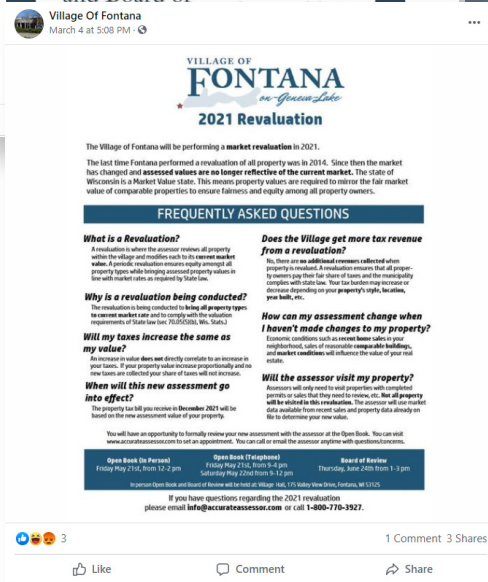 Village Of Fontana
March 4 at 5:08 PM ·
VILLAGE OF
FONTANA
on Geneva Lake
2021 Revaluation
The Village of Fontana will be performing a market revaluation in 2021.
The last time Fontana performed a revaluation of all property was in 2014. Since then the market
has changed and assessed values are no longer reflective of the current market. The state of
Wisconsin is a Market Value state. This means property values are required to mirror the fair market
value of comparable properties to ensure fairness and equity among all property owners.
FREQUENTLY ASKED QUESTIONS
What is a Revaluation?
A revaluation is where the assessor reviews all property
within the village and modifies each to its current market
value. A periodic revaluation ensures equity amongst all
property types while bringing assessed property values in
line with market rates as required by State law.
Why is a revaluation being conducted?
The revaluation is being conducted to bring all property types
to current market rate and to comply with the valuation
requirements of State law (sec 70.05(5)(b), Wis. Stats.)
Will my taxes increase the same as
my value?
An increase in value does not directly correlate to an increase in
your taxes. If your property value increase proportionally and no
new taxes are collected your share of taxes will not increase.
When will this new assessment go
into effect?
The property tax bill you receive in December 2021 will be
based on the new assessment value of your property.
Does the Village get more tax revenue
from a revaluation?
No, there are no additional revenues collected when
property is revalued. A revaluation ensures that all proper-
ty owners pay their fair share of taxes and the municipality
complies with state law. Your tax burden may increase or
decrease depending on your property's style, location,
year built, etc.
How can my assessment change when
I haven't made changes to my property?
Economic conditions such as recent home sales in your
neighborhood, sales of reasonable comparable buildings,
and market conditions will influence the value of your real
estate.
Will the assessor visit my property?
Assessors will only need to visit properties with completed
permits or sales that they need to review, etc. Not all property
will be visited in this revaluation. The assessor will use market
data available from recent sales and property data already on
file to determine your new value.
You will have an opportunity to formally review your new assessment with the assessor at the Open Book. You can visit
www.accurateassessor.com to set an appointment. You can call or email the assessor anytime with questions/concerns.
Open Book (In Person)
Friday May 21st, from 12-2 pm
Open Book (Telephone)
Friday May 21st, from 9-4 pm
Saturday May 22nd from 9-12 pm
Board of Review
Thursday, June 24th from 1-3 pm
In person Open Book and Board of Review will be held at: Village Hall, 175 Valley View Drive, Fontana, WI 53125
If you have questions regarding the 2021 revaluation
please email info@accurateassessor.com or call 1-800-770-3927.
3
1 Comment 3 Shares
Like
Comment
Share